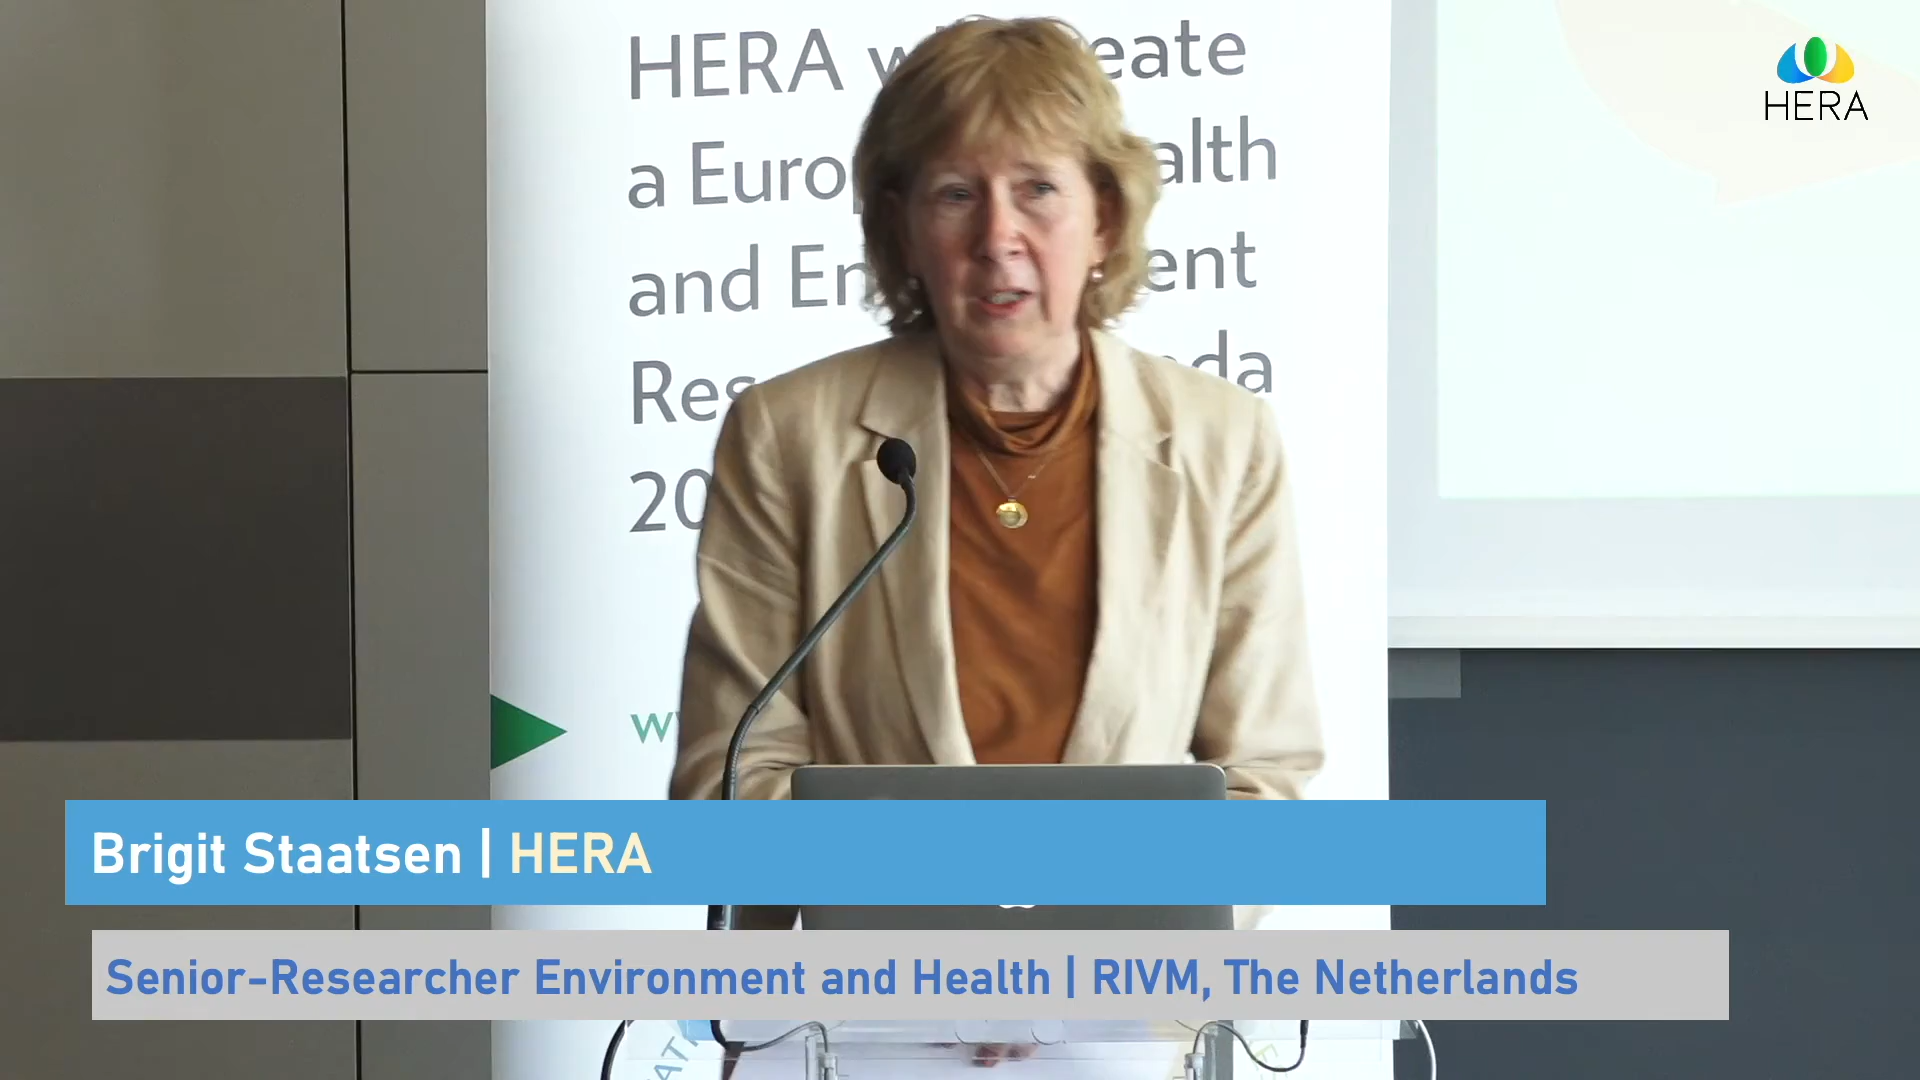 HERA
HERA eate
a Euro alth
and En ent
Res da
20
w
Brigit Staatsen | HERA
Senior-Researcher Environment and Health | RIVM, The Netherlands